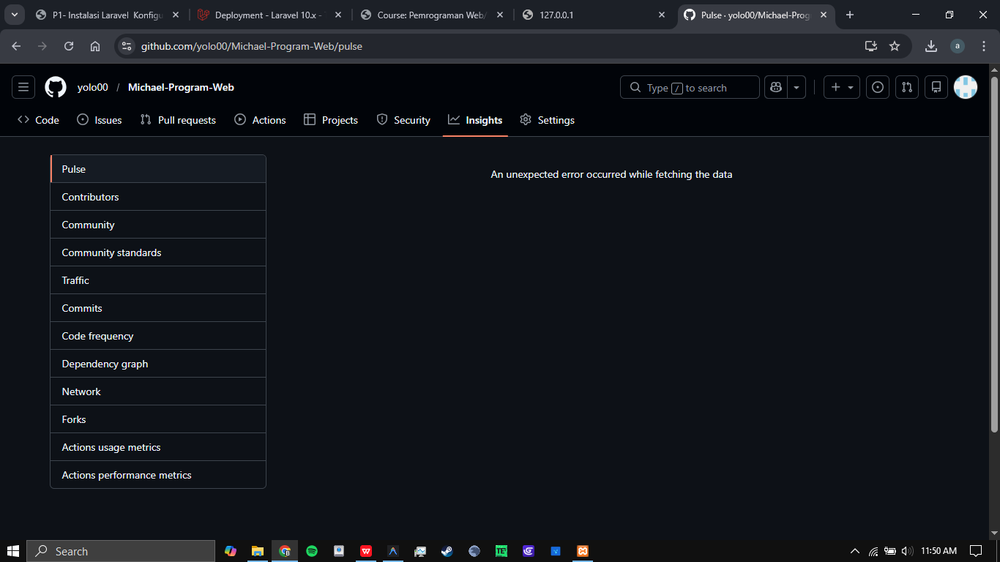 P1- Instalasi Laravel Konfigu
Deployment - Laravel 10.x -
Course: Pemrograman Web/
127.0.0.1
Pulse · yolo00/Michael-Prog
github.com/yolo00/Michael-Program-Web/pulse
a
yolo00 / Michael-Program-Web
Type / to search
Code
Issues
Pull requests
Actions
Projects
Security
Insights
Settings
Pulse
Contributors
Community
Community standards
Traffic
Commits
Code frequency
Dependency graph
Network
Forks
Actions usage metrics
Actions performance metrics
An unexpected error occurred while fetching the data
Search
11:50 AM